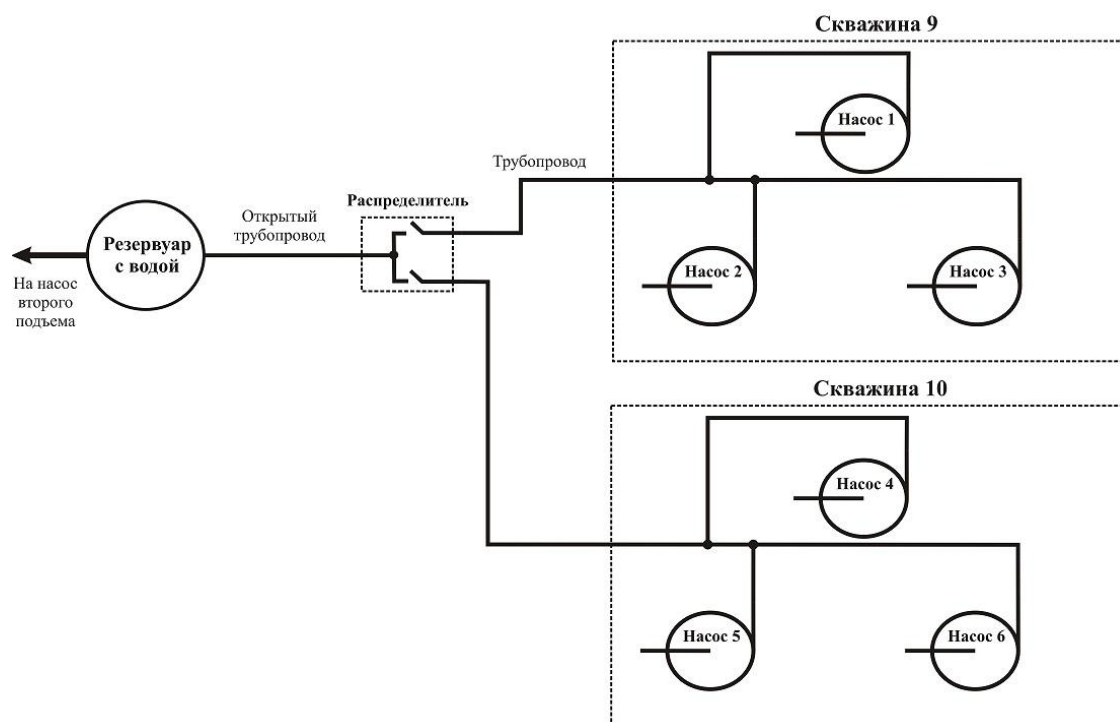 Скважина 9
Насос 1
Трубопровод
Распределитель
Открытый
трубопровод
Резервуар
с водой
На насос
второго
подъема
Насос 2
Насос 3
Скважина 10
Насос 4
Насос 5
Насос 6